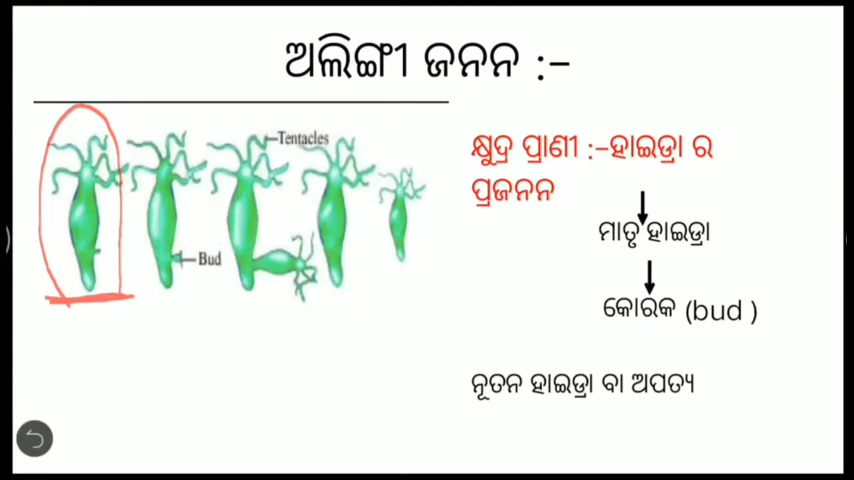 ଅଲିଙ୍ଗୀ ଜନନ :–
Tentacles
Bud
କ୍ଷୁଦ୍ର ପ୍ରାଣୀ :–ହାଇଡ୍ରା ର
ପ୍ରଜନନ
ମାତୃ ହାଇଡ୍ରା
କୋରକ (bud )
ନୂତନ ହାଇଡ୍ରା ବା ଅପତ୍ୟ